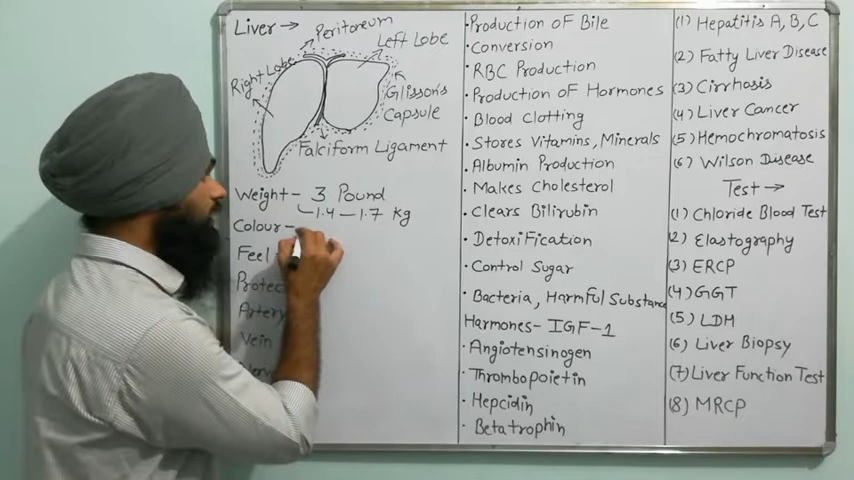 Liver →
Peritoneum
Left Lobe
Right Lobe
Glisson's
Capsule
Falciform Ligament
Weight - 3 Pound
1.4 - 1.7 Kg
Colour -
Feel
Artery
Vein
• Production of Bile
• Conversion
• RBC Production
• Production of Hormones
• Blood Clotting
• Stores Vitamins, Minerals
• Albumin Production
• Makes Cholesterol
• Clears Bilirubin
• Detoxification
• Control Sugar
• Bacteria, Harmful Substance
Harmones - IGF-1
• Angiotensinogen
• Thrombopoietin
• Hepcidin
• Betatrophin
(1) Hepatitis A, B, C
(2) Fatty Liver Disease
(3) Cirrhosis
(4) Liver Cancer
(5) Hemochromatosis
(6) Wilson Disease
Test →
(1) Chloride Blood Test
(2) Elastography
(3) ERCP
(4) GGT
(5) LDM
(6) Liver Biopsy
(7) Liver Function Test
(8) MRCP